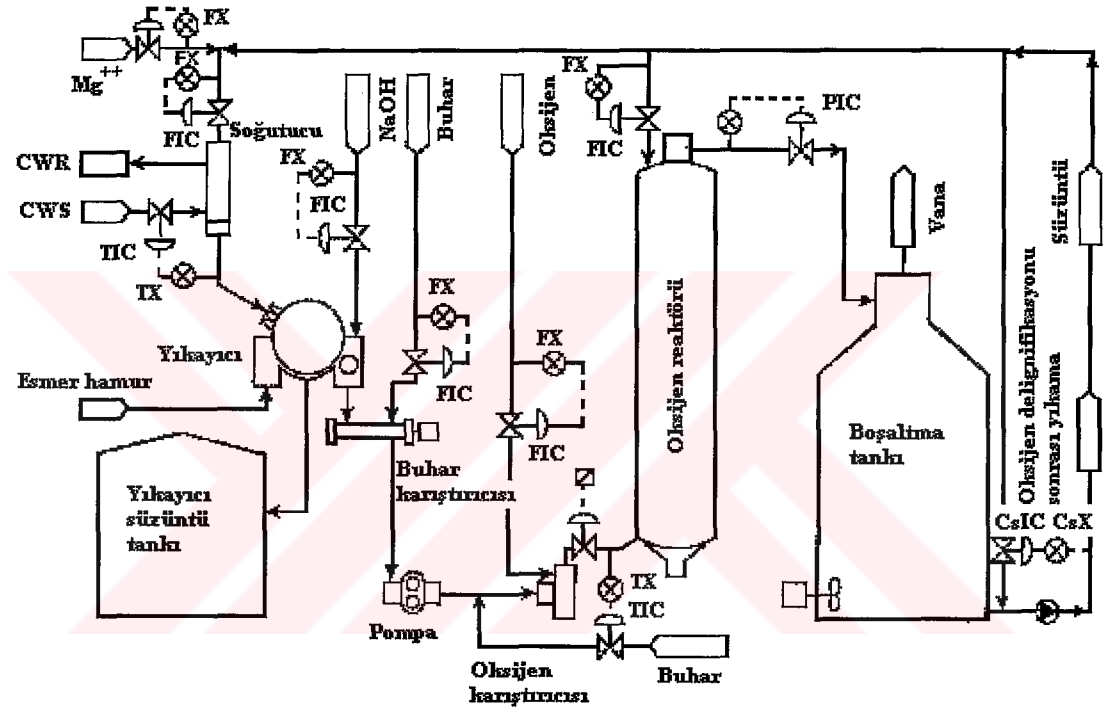 FX
Mg++
FX
FIC
Soğutucu
CWR
CWS
TIC
TX
Yıkayıcı
Esmer hamur
Yıkayıcı
süzüntü
tankı
NaOH
FX
FIC
Buhar
FX
FIC
Buhar
karıştırıcısı
Pompa
Oksijen
FX
FIC
Oksijen
karıştırıcısı
TX
TIC
Buhar
FX
FIC
Oksijen reaktörü
PIC
Vana
Boşaltma
tankı
Oksijen delignifikasyonu
sonrası yıkama
Süzüntü
CsIC
CsX